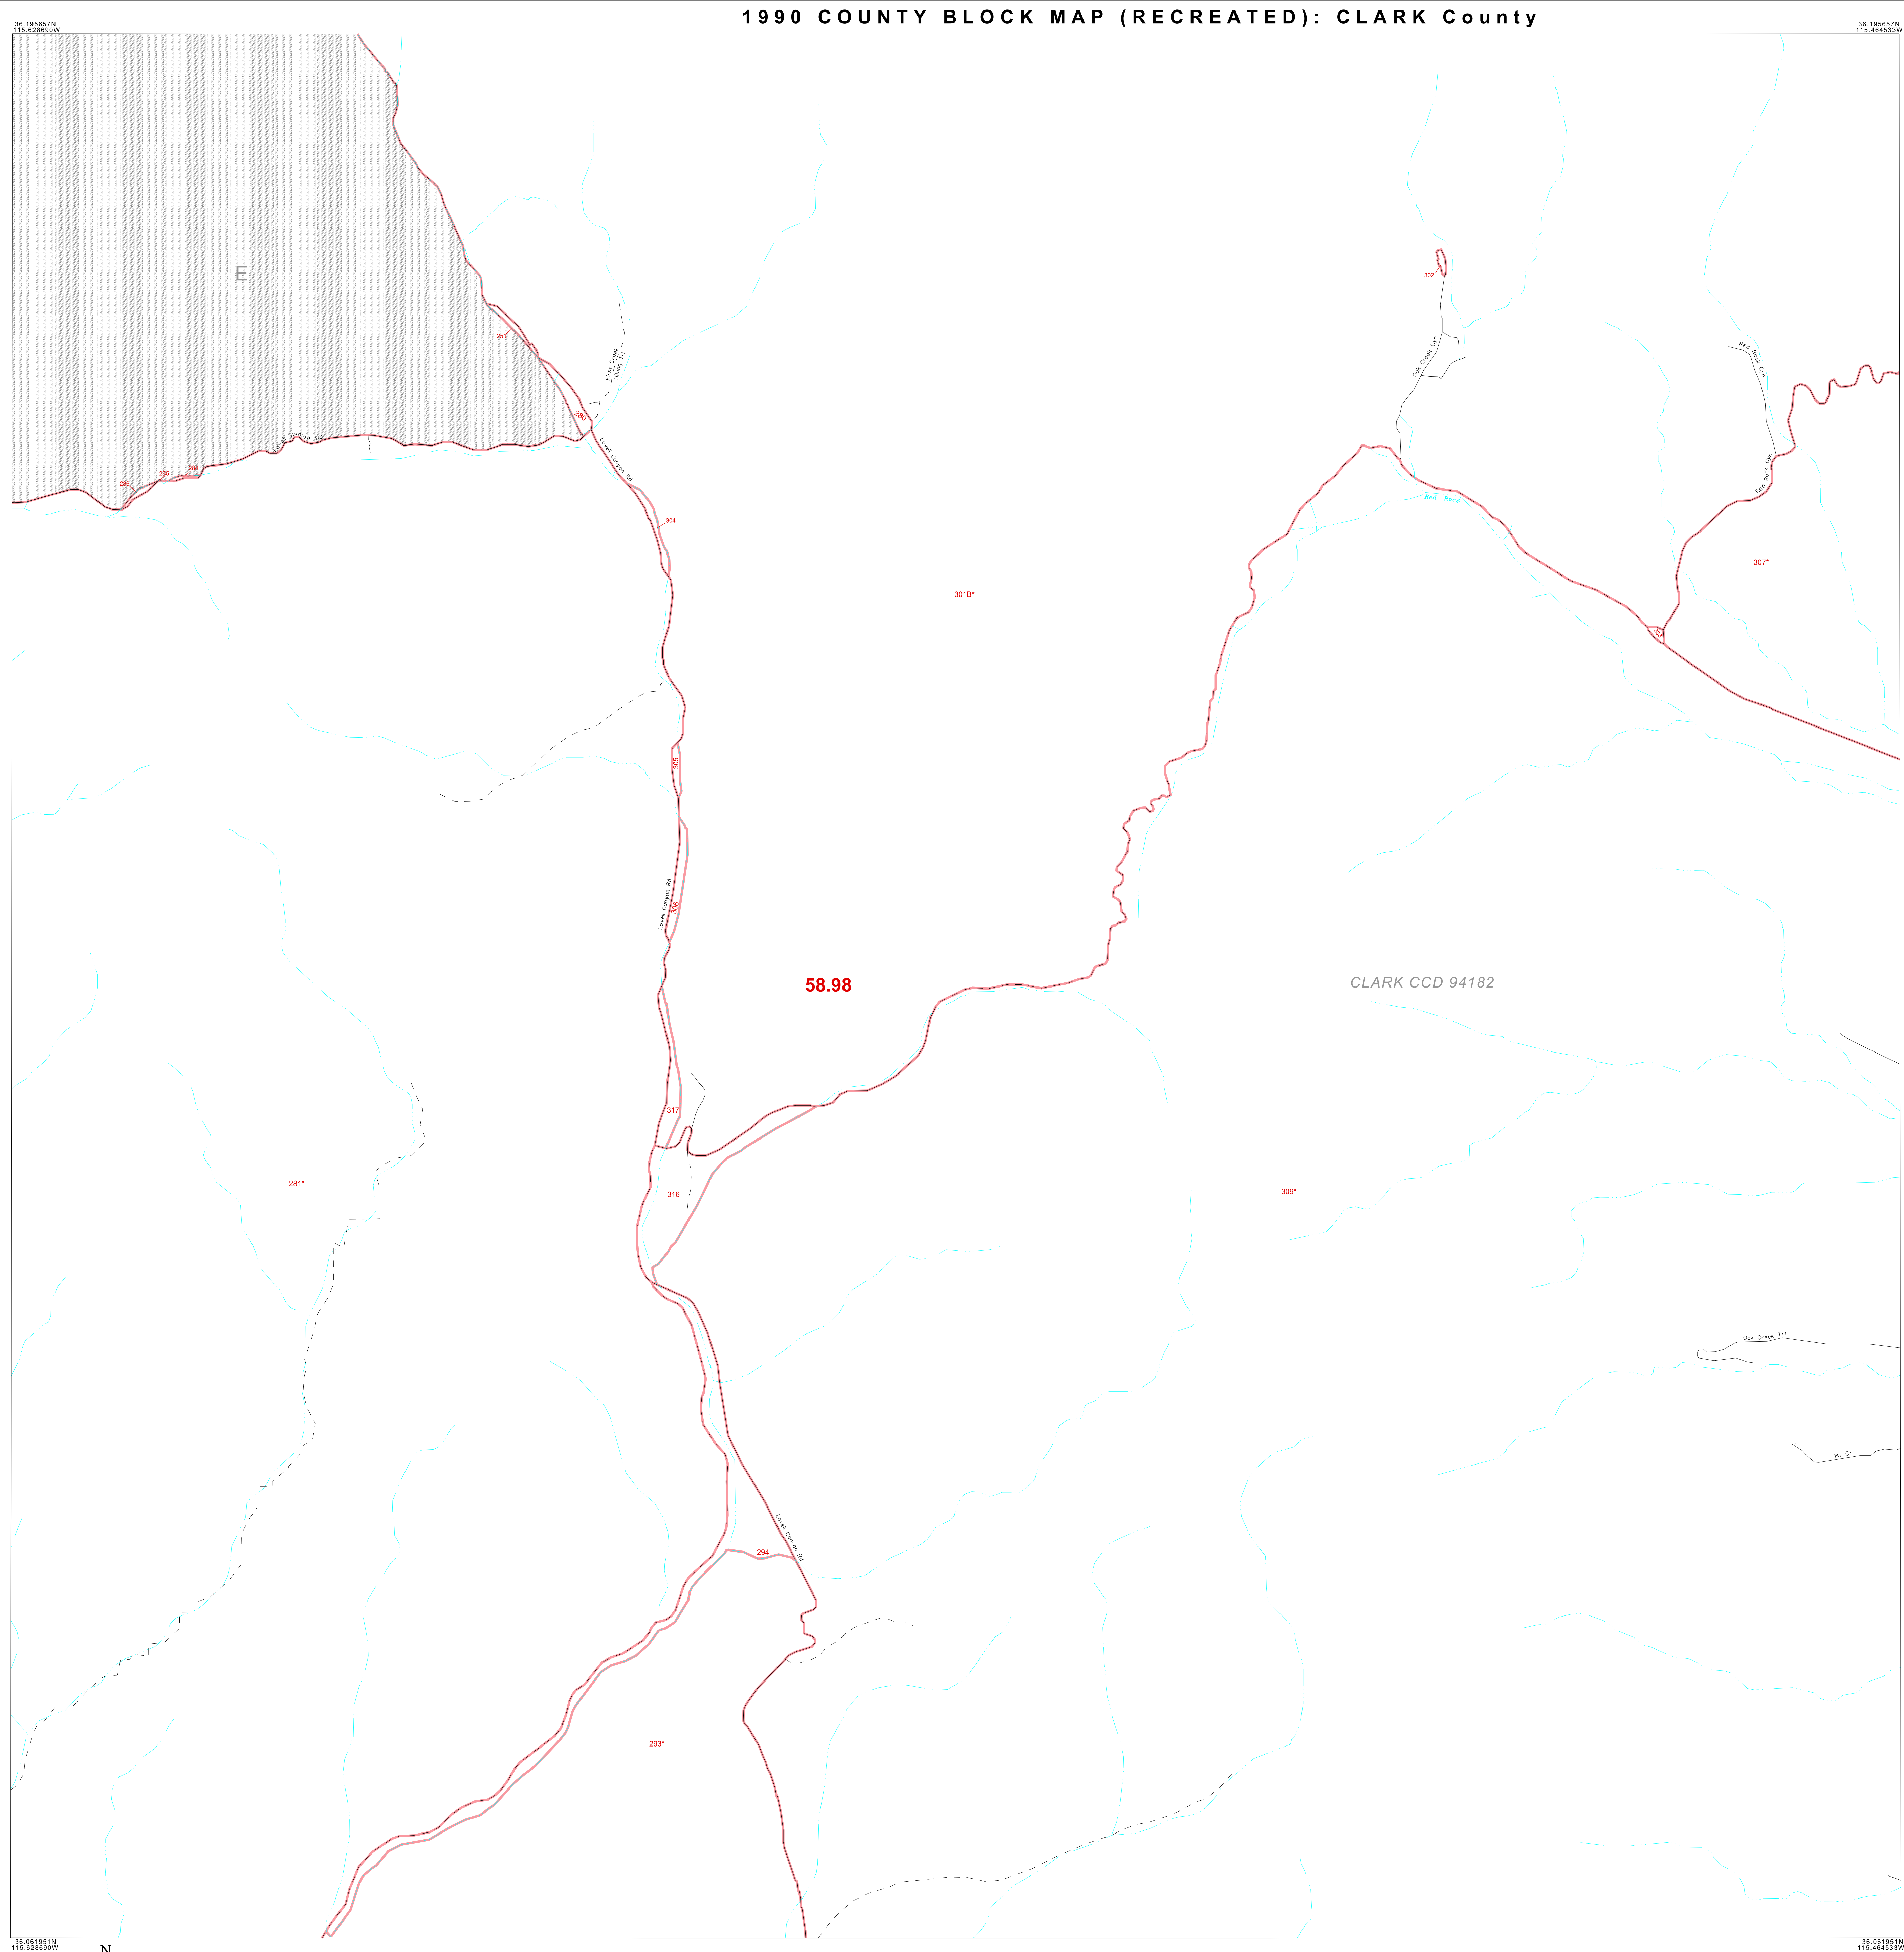 1990 COUNTY BLOCK MAP (RECREATED): CLARK County
36.195657N
115.628690W
36.195657N
115.464533W
E
302
251
First Creek
Hiking Trl
Oak Creek Cyn
Red Rock Cyn
280
Lovell Summit Rd
Lovell Canyon Rd
284
285
286
Red Rock Cyn
304
307*
301B*
308
305
Lovell Canyon Rd
306
58.98
CLARK CCD 94182
317
281*
316
309*
Oak Creek Trl
1st Cr
Lovell Canyon Rd
294
293*
36.061951N
115.628690W
N
36.061951N
115.464533W